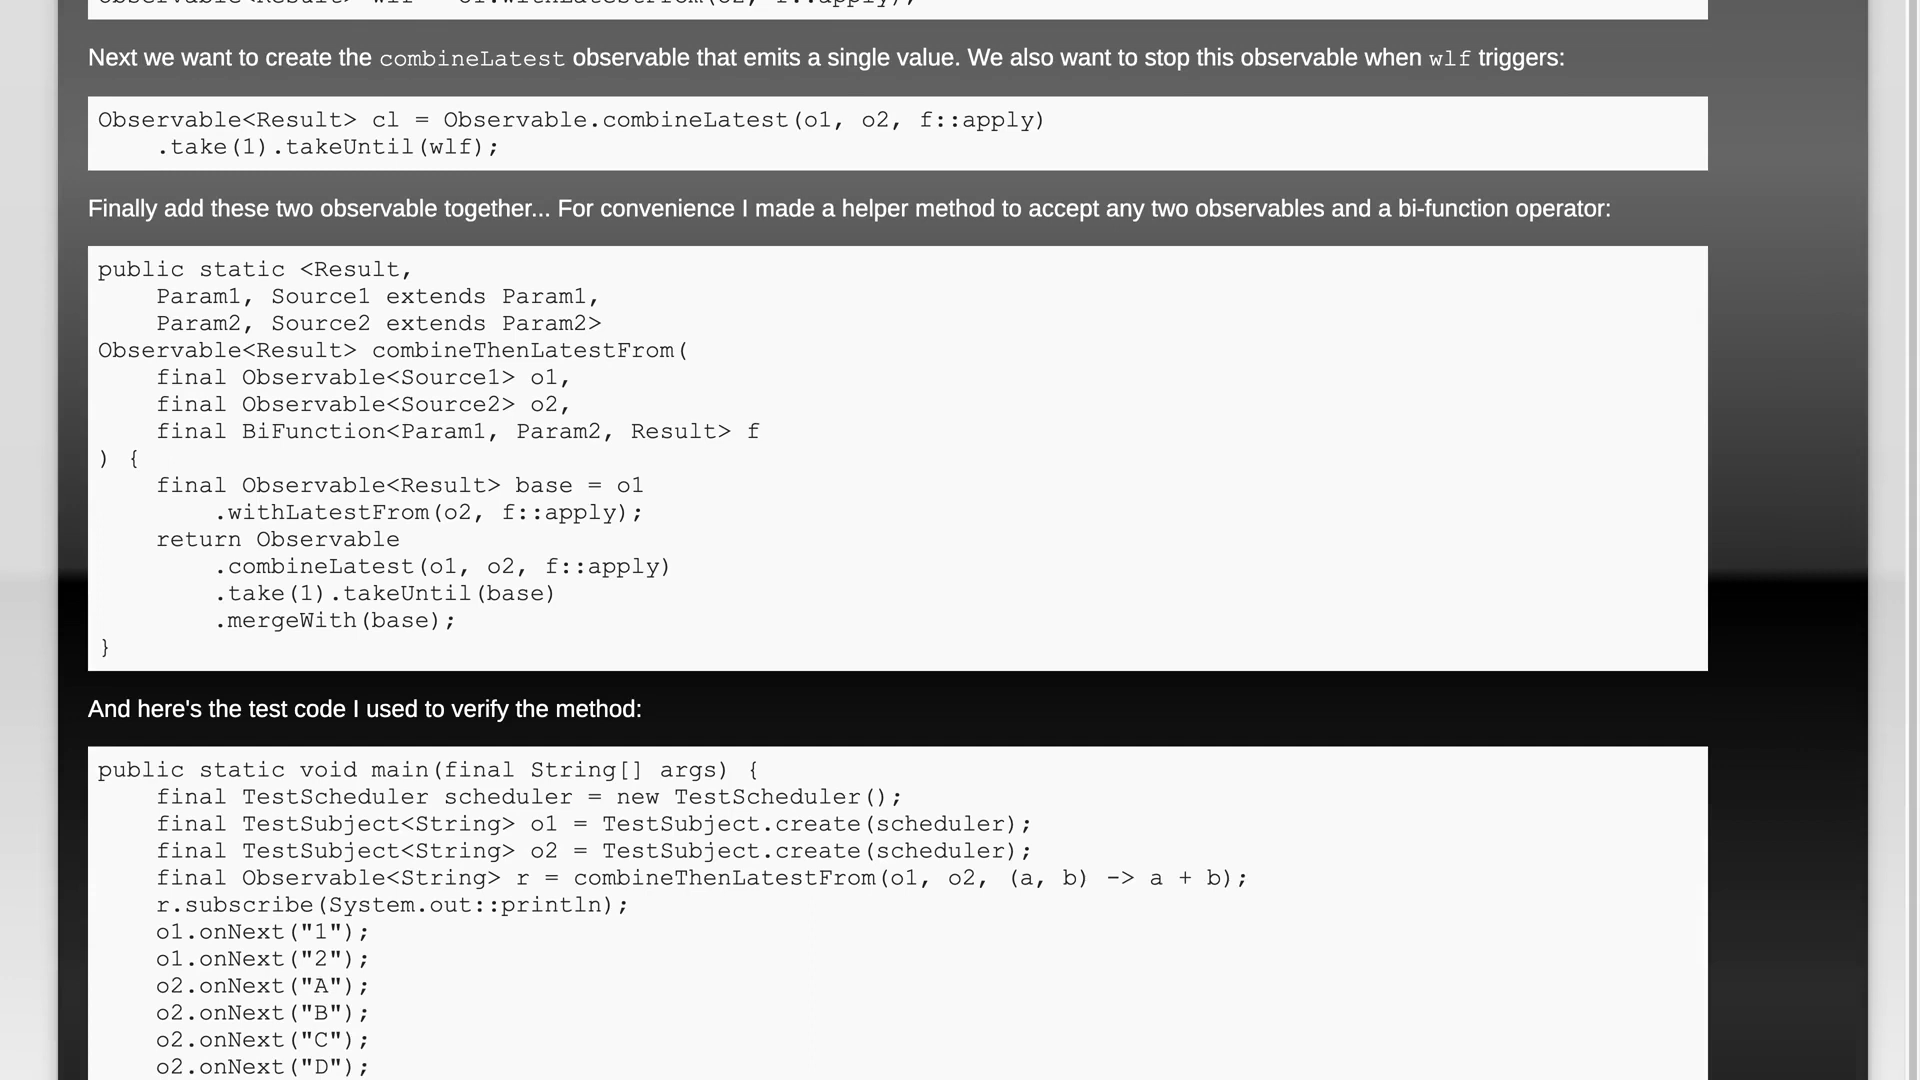 Observable<Result> wlf = o1.withLatestFrom(o2, f::apply);
Next we want to create the combineLatest observable that emits a single value. We also want to stop this observable when wlf triggers:
Observable<Result> cl = Observable.combineLatest(o1, o2, f::apply)
    .take(1).takeUntil(wlf);
Finally add these two observable together... For convenience I made a helper method to accept any two observables and a bi-function operator:
public static <Result,
    Param1, Source1 extends Param1,
    Param2, Source2 extends Param2>
Observable<Result> combineThenLatestFrom(
    final Observable<Source1> o1,
    final Observable<Source2> o2,
    final BiFunction<Param1, Param2, Result> f
) {
    final Observable<Result> base = o1
        .withLatestFrom(o2, f::apply);
    return Observable
        .combineLatest(o1, o2, f::apply)
        .take(1).takeUntil(base)
        .mergeWith(base);
}
And here's the test code I used to verify the method:
public static void main(final String[] args) {
    final TestScheduler scheduler = new TestScheduler();
    final TestSubject<String> o1 = TestSubject.create(scheduler);
    final TestSubject<String> o2 = TestSubject.create(scheduler);
    final Observable<String> r = combineThenLatestFrom(o1, o2, (a, b) -> a + b);
    r.subscribe(System.out::println);
    o1.onNext("1");
    o1.onNext("2");
    o2.onNext("A");
    o2.onNext("B");
    o2.onNext("C");
    o2.onNext("D");